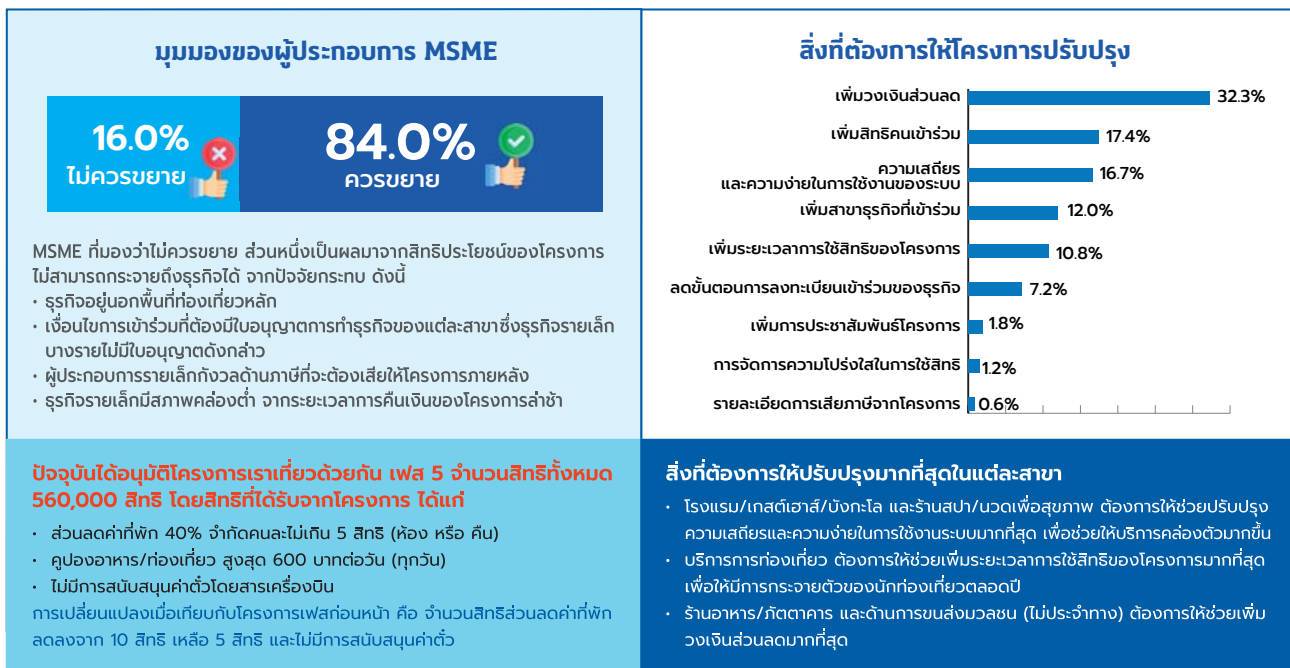 มุมมองของผู้ประกอบการ MSME
16.0%
ไม่ควรขยาย
84.0%
ควรขยาย
MSME ที่มองว่าไม่ควรขยาย ส่วนหนึ่งเป็นผลมาจากสิทธิประโยชน์ของโครงการ
ไม่สามารถกระจายถึงธุรกิจได้ จากปัจจัยกระทบ ดังนี้
• ธุรกิจอยู่นอกพื้นที่ท่องเที่ยวหลัก
• เงื่อนไขการเข้าร่วมที่ต้องมีใบอนุญาตการทำธุรกิจของแต่ละสาขาซึ่งธุรกิจรายเล็ก
บางรายไม่มีใบอนุญาตดังกล่าว
• ผู้ประกอบการรายเล็กกังวลด้านภาษีที่จะต้องเสียให้โครงการภายหลัง
• ธุรกิจรายเล็กมีสภาพคล่องต่ำ จากระยะเวลาการคืนเงินของโครงการล่าช้า
สิ่งที่ต้องการให้โครงการปรับปรุง
เพิ่มวงเงินส่วนลด 32.3%
เพิ่มสิทธิคนเข้าร่วม 17.4%
ความเสถียร
และความง่ายในการใช้งานของระบบ 16.7%
เพิ่มสาขาธุรกิจที่เข้าร่วม 12.0%
เพิ่มระยะเวลาการใช้สิทธิของโครงการ 10.8%
ลดขั้นตอนการลงทะเบียนเข้าร่วมของธุรกิจ 7.2%
เพิ่มการประชาสัมพันธ์โครงการ 1.8%
การจัดการความโปร่งใสในการใช้สิทธิ 1.2%
รายละเอียดการเสียภาษีจากโครงการ 0.6%
ปัจจุบันได้อนุมัติโครงการเราเที่ยวด้วยกัน เฟส 5 จำนวนสิทธิทั้งหมด
560,000 สิทธิ โดยสิทธิที่ได้รับจากโครงการ ได้แก่
• ส่วนลดค่าที่พัก 40% จำกัดคนละไม่เกิน 5 สิทธิ (ห้อง หรือ คืน)
• คูปองอาหาร/ท่องเที่ยว สูงสุด 600 บาทต่อวัน (ทุกวัน)
• ไม่มีการสนับสนุนค่าตั๋วโดยสารเครื่องบิน
การเปลี่ยนแปลงเมื่อเทียบกับโครงการเฟสก่อนหน้า คือ จำนวนสิทธิส่วนลดค่าที่พัก
ลดลงจาก 10 สิทธิ เหลือ 5 สิทธิ และไม่มีการสนับสนุนค่าตั๋ว
สิ่งที่ต้องการให้ปรับปรุงมากที่สุดในแต่ละสาขา
• โรงแรม/เกสต์เฮาส์/บังกะโล และร้านสปา/นวดเพื่อสุขภาพ ต้องการให้ช่วยปรับปรุง
ความเสถียรและความง่ายในการใช้งานระบบมากที่สุด เพื่อช่วยให้บริการคล่องตัวมากขึ้น
• บริการการท่องเที่ยว ต้องการให้ช่วยเพิ่มระยะเวลาการใช้สิทธิของโครงการมากที่สุด
เพื่อให้มีการกระจายตัวของนักท่องเที่ยวตลอดปี
• ร้านอาหาร/ภัตตาคาร และด้านการขนส่งมวลชน (ไม่ประจำทาง) ต้องการให้ช่วยเพิ่ม
วงเงินส่วนลดมากที่สุด